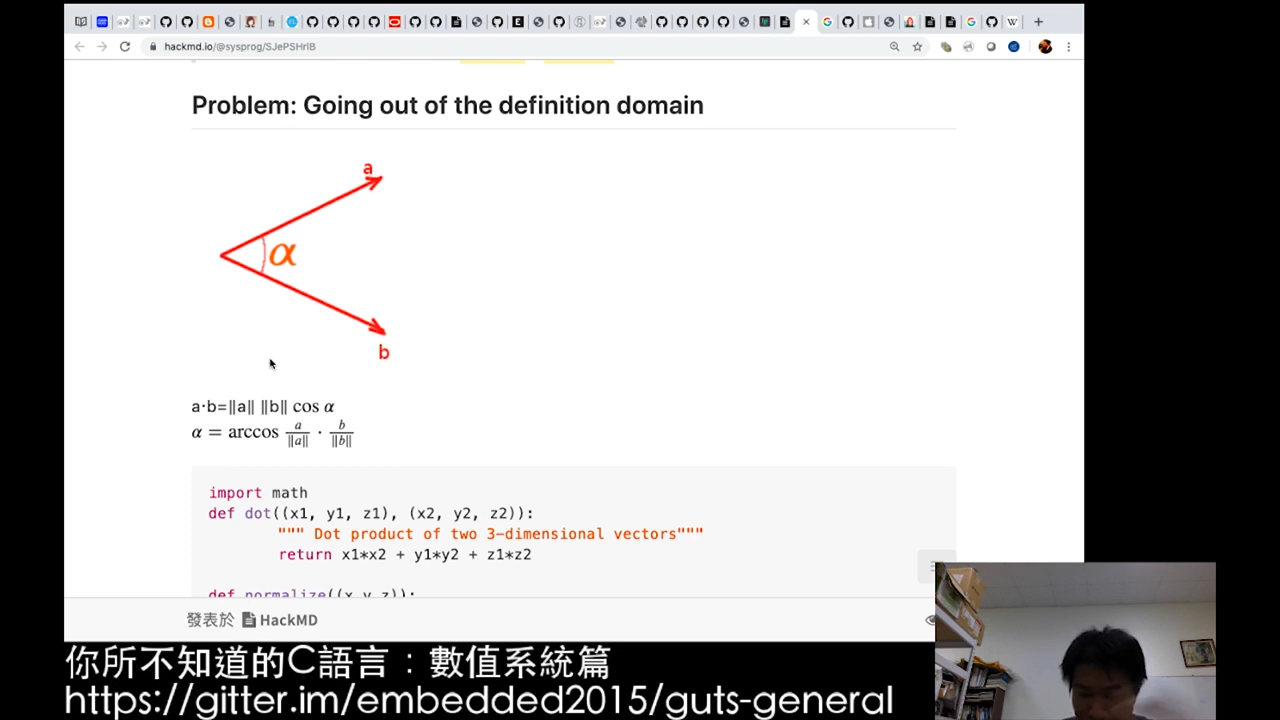 hackmd.io/@sysprog/SJePSHrlB
Problem: Going out of the definition domain
a
α
b
a·b=‖a‖ ‖b‖ cos α
α = arccos a/‖a‖ · b/‖b‖
import math
def dot((x1, y1, z1), (x2, y2, z2)):
""" Dot product of two 3-dimensional vectors"""
return x1*x2 + y1*y2 + z1*z2
def normalize((x,y,z)):
發表於 HackMD
你所不知道的C語言：數值系統篇
https://gitter.im/embedded2015/guts-general